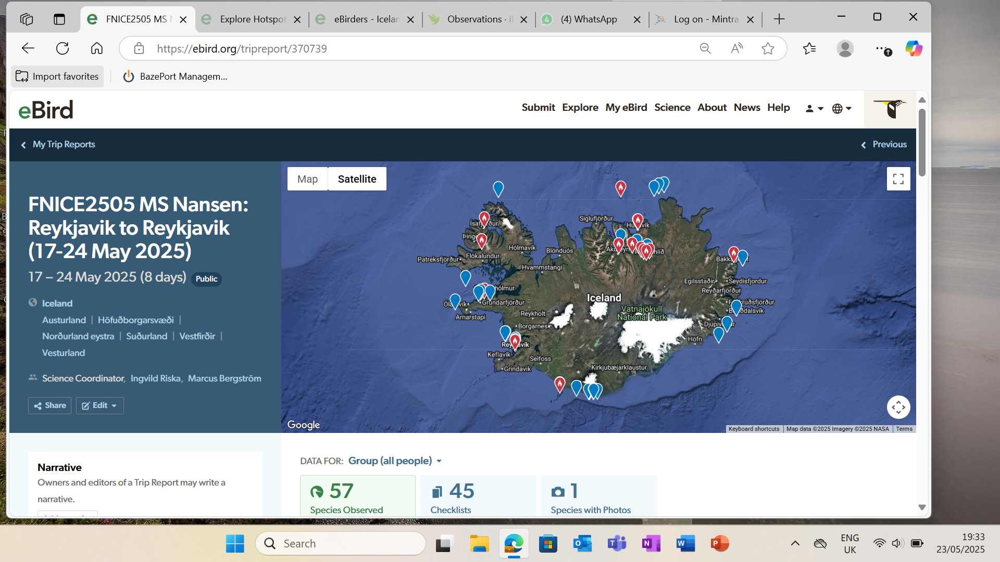 FNICE2505 MS
Explore Hotspot
eBirders - Icelan
Observations · i
(4) WhatsApp
Log on - Mintra
https://ebird.org/tripreport/370739
Import favorites
BazePort Managem...
eBird
Submit Explore My eBird Science About News Help
My Trip Reports
Previous
Map
Satellite
FNICE2505 MS Nansen:
Reykjavik to Reykjavik
(17-24 May 2025)
17 – 24 May 2025 (8 days) Public
Iceland
Austurland | Höfuðborgarsvæði |
Norðurland eystra | Suðurland | Vestfirðir |
Vesturland
Science Coordinator, Ingvild Riska, Marcus Bergström
Share
Edit
Siglufjörður
Hólmavík
Blönduós
Patreksfjörður
Flókalundur
Hvammstangi
Egilsstaðir
Seydisfjordur
Reyðarfjörður
Iceland
Grundarfjörður
Vatnajökull
National Park
Arnarstapi
Reykholt
Borgarnes
Höfn
Keflavík
Selfoss
Grindavik
Kirkjubæjarklaustur
Google
Keyboard shortcuts
Map data ©2025 Imagery ©2025 NASA
Terms
Narrative
Owners and editors of a Trip Report may write a
narrative.
DATA FOR: Group (all people)
57
Species Observed
45
Checklists
1
Species with Photos
Search
ENG
UK
19:33
23/05/2025